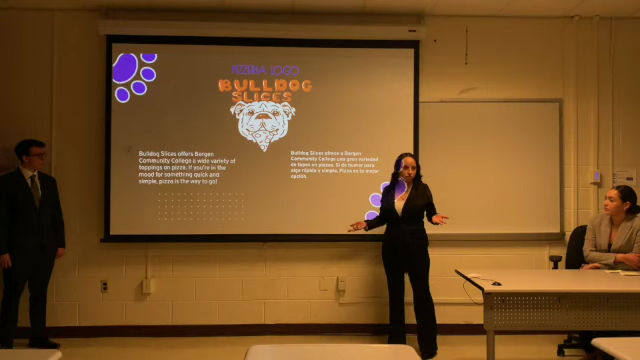 PIZZERIA LOGO
BULLDOG
SLICES
Bulldog Slices offers Bergen
Community College a wide variety of
toppings on pizza. If you're in the
mood for something quick and
simple, pizza is the way to go!
Bulldog Slices ofrece a Bergen
Community College una gran variedad
de topen en pizzas. Si de humor para
algo rápido y simple, Pizza es tu mejor
opción.